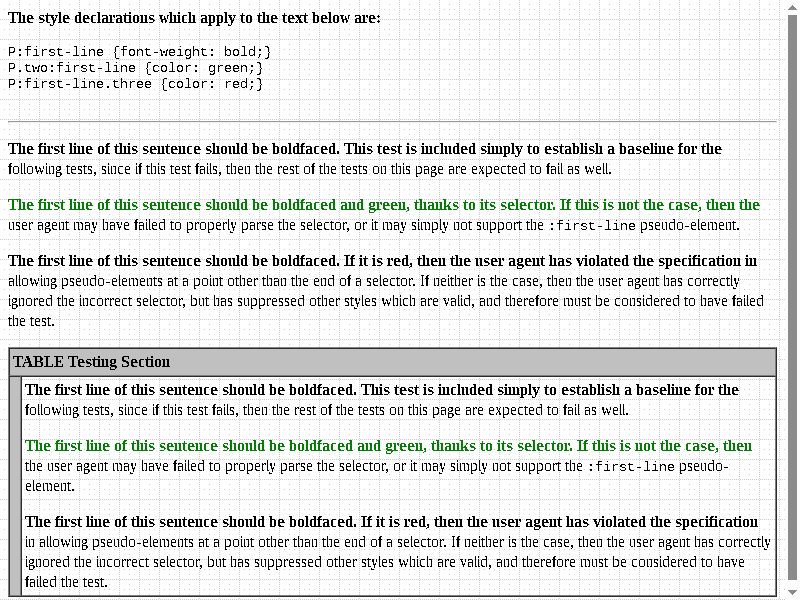 The style declarations which apply to the text below are:
P:first-line {font-weight: bold;}
P.two:first-line {color: green;}
P:first-line.three {color: red;}
The first line of this sentence should be boldfaced. This test is included simply to establish a baseline for the
following tests, since if this test fails, then the rest of the tests on this page are expected to fail as well.
The first line of this sentence should be boldfaced and green, thanks to its selector. If this is not the case, then the
user agent may have failed to properly parse the selector, or it may simply not support the :first-line pseudo-element.
The first line of this sentence should be boldfaced. If it is red, then the user agent has violated the specification in
allowing pseudo-elements at a point other than the end of a selector. If neither is the case, then the user agent has correctly
ignored the incorrect selector, but has suppressed other styles which are valid, and therefore must be considered to have failed
the test.
TABLE Testing Section
The first line of this sentence should be boldfaced. This test is included simply to establish a baseline for the
following tests, since if this test fails, then the rest of the tests on this page are expected to fail as well.
The first line of this sentence should be boldfaced and green, thanks to its selector. If this is not the case, then
the user agent may have failed to properly parse the selector, or it may simply not support the :first-line pseudo-
element.
The first line of this sentence should be boldfaced. If it is red, then the user agent has violated the specification
in allowing pseudo-elements at a point other than the end of a selector. If neither is the case, then the user agent has correctly
ignored the incorrect selector, but has suppressed other styles which are valid, and therefore must be considered to have
failed the test.